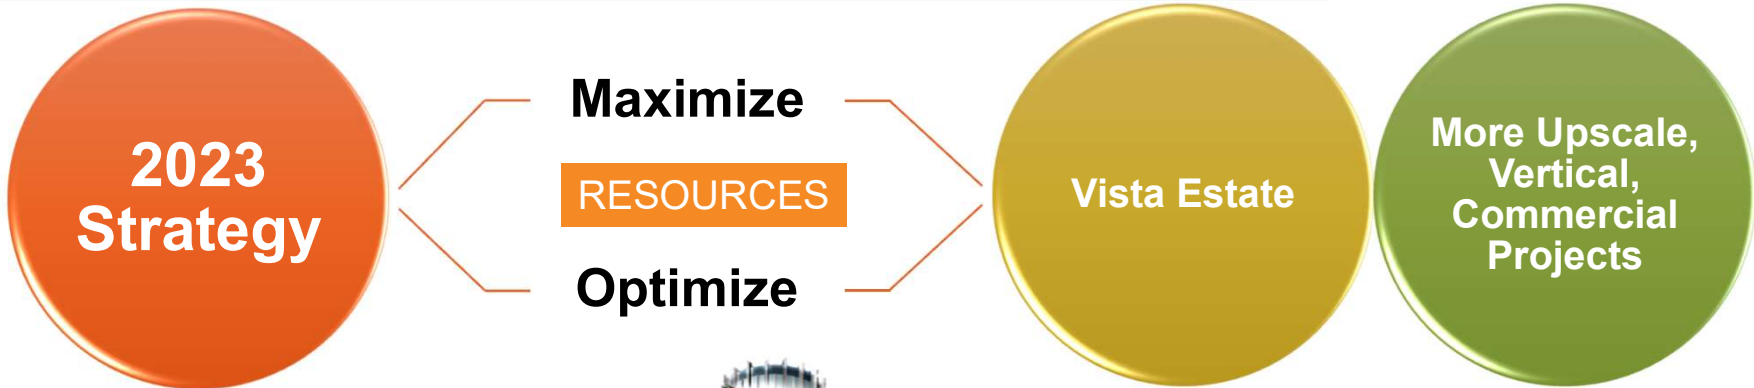 2023
Strategy
Maximize
RESOURCES
Optimize
Vista Estate
More Upscale,
Vertical,
Commercial
Projects